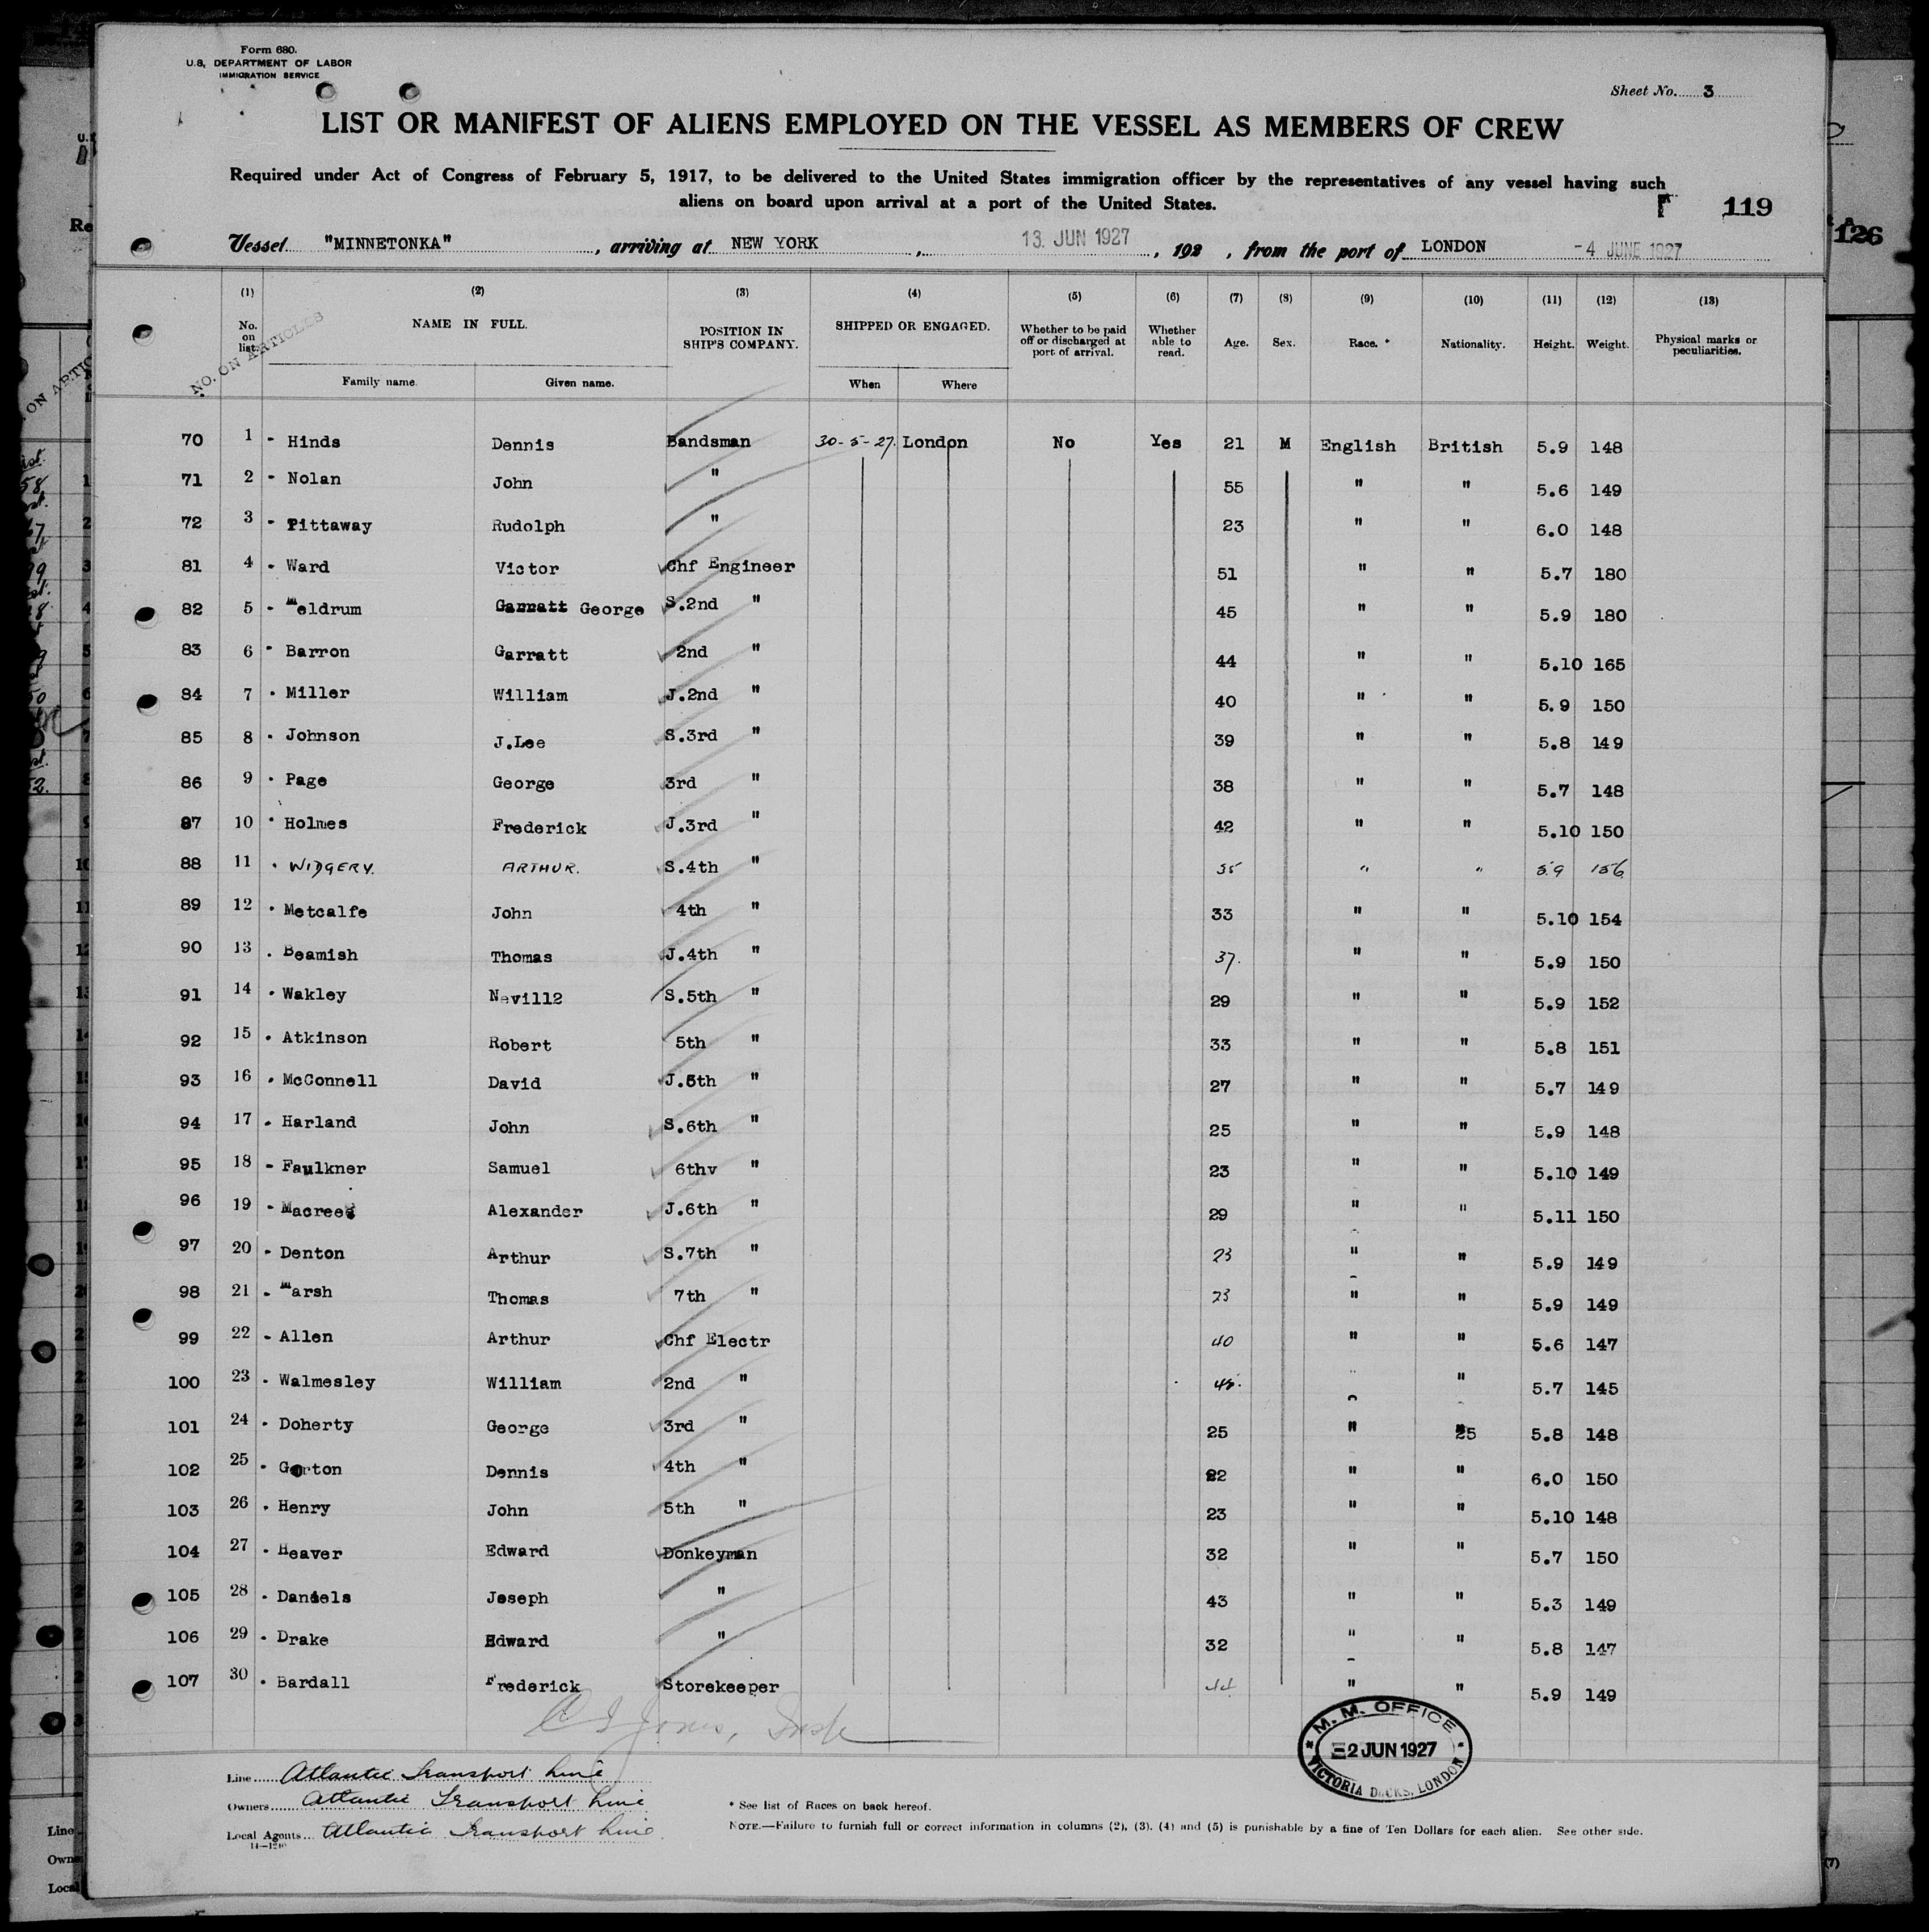 Form 680.
U.S. DEPARTMENT OF LABOR
IMMIGRATION SERVICE
Sheet No. 3
LIST OR MANIFEST OF ALIENS EMPLOYED ON THE VESSEL AS MEMBERS OF CREW
Required under Act of Congress of February 5, 1917, to be delivered to the United States immigration officer by the representatives of any vessel having such
aliens on board upon arrival at a port of the United States.
119
126
Vessel "MINNETONKA", arriving at NEW YORK, 13. JUN 1927, 192 , from the port of LONDON -4 JUNE 1927
(1) (2) (3) (4) (5) (6) (7) (8) (9) (10) (11) (12) (13)
NO. ON ARTICLES No. on list. NAME IN FULL. POSITION IN SHIP'S COMPANY. SHIPPED OR ENGAGED. Whether to be paid off or discharged at port of arrival. Whether able to read. Age. Sex. Race. * Nationality. Height. Weight. Physical marks or peculiarities.
Family name. Given name. When Where
70 1 - Hinds Dennis Bandsman 30-5-27. London No Yes 21 M English British 5.9 148
71 2 - Nolan John " 55 " " 5.6 149
72 3 - Pittaway Rudolph " 23 " " 6.0 148
81 4 - Ward Victor Chf Engineer 51 " " 5.7 180
82 5 - Meldrum Garratt George S.2nd " 45 " " 5.9 180
83 6 - Barron Garratt 2nd " 44 " " 5.10 165
84 7 - Miller William J.2nd " 40 " " 5.9 150
85 8 - Johnson J.Lee S.3rd " 39 " " 5.8 149
86 9 - Page George 3rd " 38 " " 5.7 148
87 10 - Holmes Frederick J.3rd " 42 " " 5.10 150
88 11 - WIDGERY. ARTHUR. S.4th " 35 " " 5.9 156
89 12 - Metcalfe John 4th " 33 " " 5.10 154
90 13 . Beamish Thomas J.4th " 37. " " 5.9 150
91 14 - Wakley Nevill2 S.5th " 29 " " 5.9 152
92 15 . Atkinson Robert 5th " 33 " " 5.8 151
93 16 . McConnell David J.5th " 27 " " 5.7 149
94 17 . Harland John S.6th " 25 " " 5.9 148
95 18 - Faulkner Samuel 6thv " 23 " " 5.10 149
96 19 - Macree Alexander J.6th " 29 " " 5.11 150
97 20 - Denton Arthur S.7th " 23 " " 5.9 149
98 21 - Marsh Thomas 7th " 23 " " 5.9 149
99 22 - Allen Arthur Chf Electr 40 " " 5.6 147
100 23 . Walmesley William 2nd " " " 5.7 145
101 24 . Doherty George 3rd " 25 " 25 5.8 148
102 25 . Gorton Dennis 4th " 22 " " 6.0 150
103 26 . Henry John 5th " 23 " " 5.10 148
104 27 . Heaver Edward Donkeyman 32 " " 5.7 150
105 28 . Daniels Joseph " 43 " " 5.3 149
106 29 . Drake Edward " 32 " " 5.8 147
107 30 . Bardall Frederick Storekeeper 44 " " 5.9 149
Jones, Insp
M. M. OFFICE
2 JUN 1927
VICTORIA DOCKS, LONDON
Line Atlantic Transport Line
Owners Atlantic Transport Line
Local Agents Atlantic Transport Line
* See list of Races on back hereof.
NOTE.—Failure to furnish full or correct information in columns (2), (3), (4) and (5) is punishable by a fine of Ten Dollars for each alien. See other side.